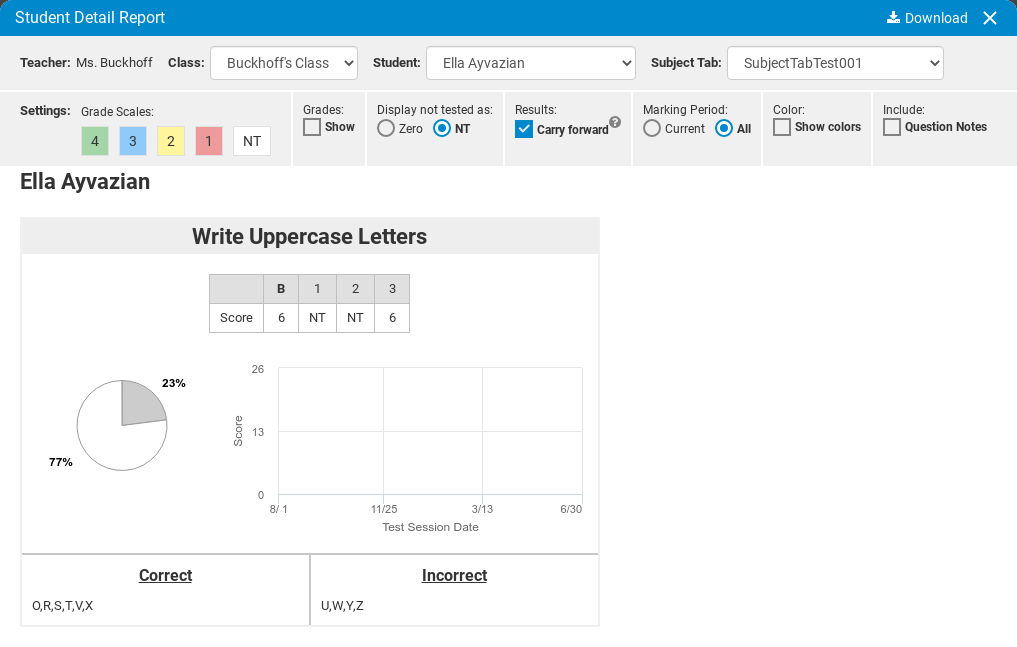 Student Detail Report Download
Teacher: Ms. Buckhoff Class: Buckhoff's Class Student: Ella Ayvazian Subject Tab: SubjectTabTest001
Settings: Grade Scales: Grades: Display not tested as: Results: Marking Period: Color: Include:
4 3 2 1 NT Show Zero NT Carry forward ? Current All Show colors Question Notes
Ella Ayvazian
Write Uppercase Letters
B 1 2 3
Score 6 NT NT 6
23%
77%
26
13
0
Score
8/ 1 11/25 3/13 6/30
Test Session Date
Correct Incorrect
O,R,S,T,V,X U,W,Y,Z